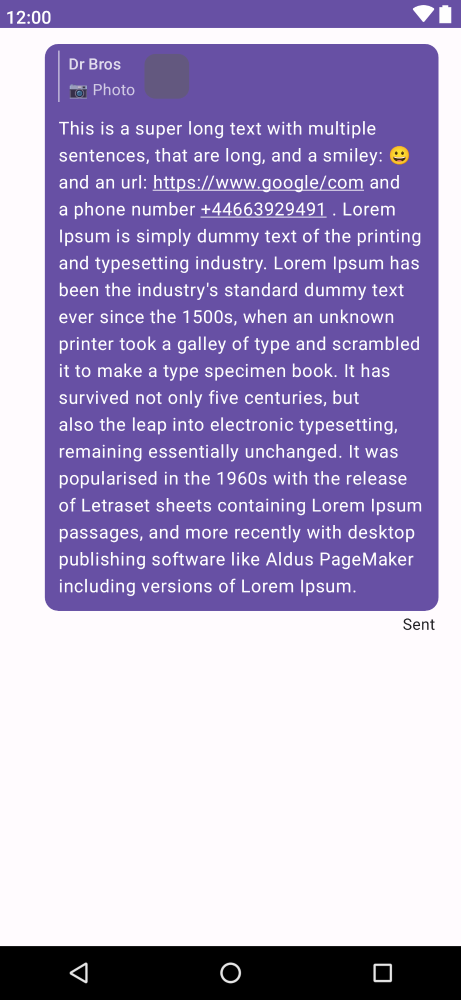 12:00
Dr Bros
📷 Photo
This is a super long text with multiple
sentences, that are long, and a smiley: 😀
and an url: https://www.google/com and
a phone number +44663929491 . Lorem
Ipsum is simply dummy text of the printing
and typesetting industry. Lorem Ipsum has
been the industry's standard dummy text
ever since the 1500s, when an unknown
printer took a galley of type and scrambled
it to make a type specimen book. It has
survived not only five centuries, but
also the leap into electronic typesetting,
remaining essentially unchanged. It was
popularised in the 1960s with the release
of Letraset sheets containing Lorem Ipsum
passages, and more recently with desktop
publishing software like Aldus PageMaker
including versions of Lorem Ipsum.
Sent